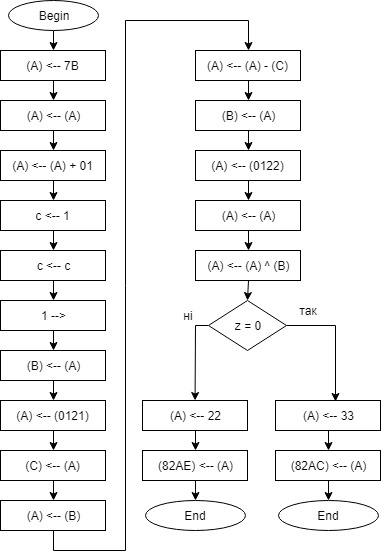 Begin
(A) <-- 7B
(A) <-- (A)
(A) <-- (A) + 01
c <-- 1
c <-- c
1 -->
(B) <-- (A)
(A) <-- (0121)
(C) <-- (A)
(A) <-- (B)
(A) <-- (A) - (C)
(B) <-- (A)
(A) <-- (0122)
(A) <-- (A)
(A) <-- (A) ^ (B)
z = 0
ні
так
(A) <-- 22
(82AE) <-- (A)
End
(A) <-- 33
(82AC) <-- (A)
End